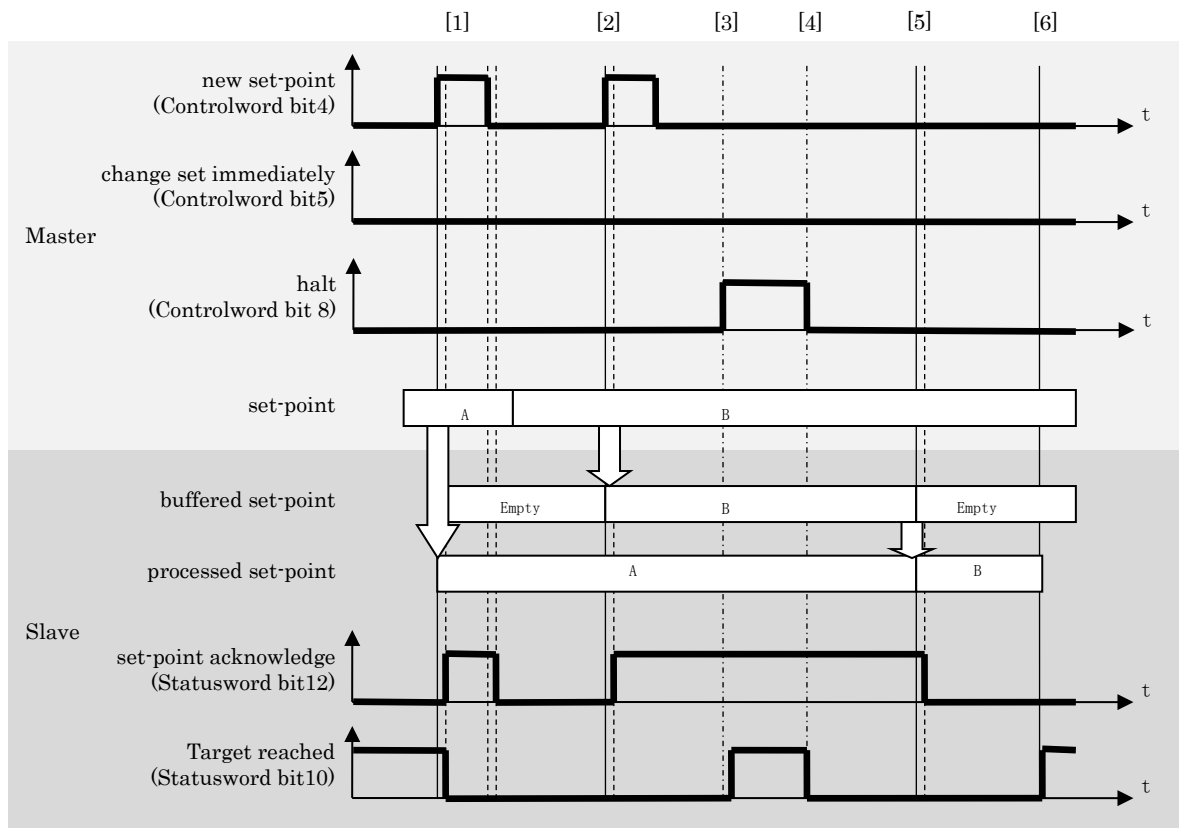 [1] [2] [3] [4] [5] [6]
new set-point
(Controlword bit4)
t
change set immediately
(Controlword bit5)
t
Master
halt
(Controlword bit 8)
t
set-point
A
B
buffered set-point
Empty
B
Empty
processed set-point
A
B
Slave
set-point acknowledge
(Statusword bit12)
t
Target reached
(Statusword bit10)
t